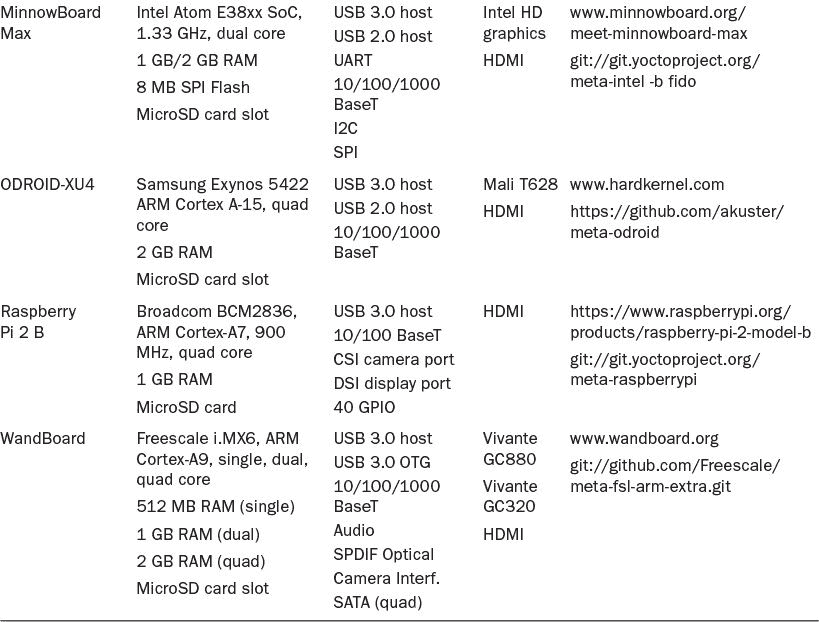 MinnowBoard
Max
Intel Atom E38xx SoC,
1.33 GHz, dual core
1 GB/2 GB RAM
8 MB SPI Flash
MicroSD card slot
USB 3.0 host
USB 2.0 host
UART
10/100/1000
BaseT
I2C
SPI
Intel HD
graphics
HDMI
www.minnowboard.org/
meet-minnowboard-max
git://git.yoctoproject.org/
meta-intel -b fido
ODROID-XU4
Samsung Exynos 5422
ARM Cortex A-15, quad
core
2 GB RAM
MicroSD card slot
USB 3.0 host
USB 2.0 host
10/100/1000
BaseT
Mali T628
HDMI
www.hardkernel.com
https://github.com/akuster/
meta-odroid
Raspberry
Pi 2 B
Broadcom BCM2836,
ARM Cortex-A7, 900
MHz, quad core
1 GB RAM
MicroSD card
USB 3.0 host
10/100 BaseT
CSI camera port
DSI display port
40 GPIO
HDMI
https://www.raspberrypi.org/
products/raspberry-pi-2-model-b
git://git.yoctoproject.org/
meta-raspberrypi
WandBoard
Freescale i.MX6, ARM
Cortex-A9, single, dual,
quad core
512 MB RAM (single)
1 GB RAM (dual)
2 GB RAM (quad)
MicroSD card slot
USB 3.0 host
USB 3.0 OTG
10/100/1000
BaseT
Audio
SPDIF Optical
Camera Interf.
SATA (quad)
Vivante
GC880
Vivante
GC320
HDMI
www.wandboard.org
git://github.com/Freescale/
meta-fsl-arm-extra.git